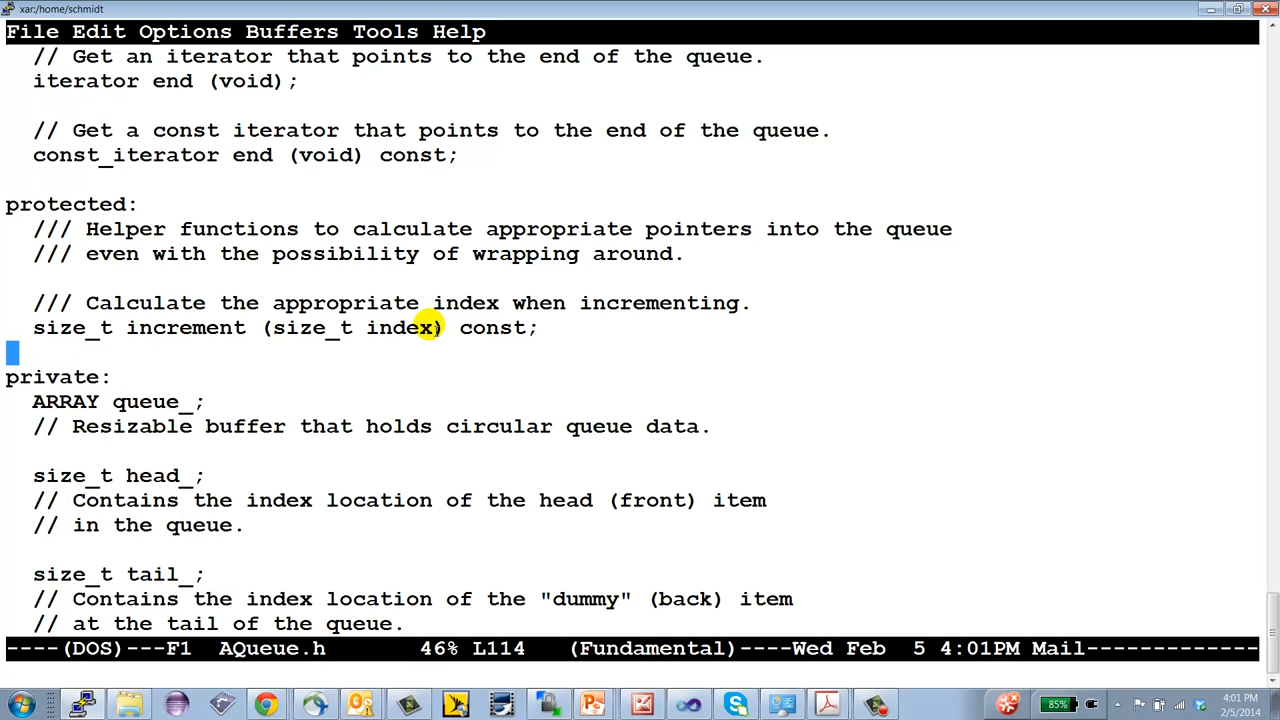 xar:/home/schmidt
File Edit Options Buffers Tools Help
// Get an iterator that points to the end of the queue.
iterator end (void);
// Get a const iterator that points to the end of the queue.
const_iterator end (void) const;
protected:
/// Helper functions to calculate appropriate pointers into the queue
/// even with the possibility of wrapping around.
/// Calculate the appropriate index when incrementing.
size_t increment (size_t index) const;
private:
ARRAY queue_;
// Resizable buffer that holds circular queue data.
size_t head_;
// Contains the index location of the head (front) item
// in the queue.
size_t tail_;
// Contains the index location of the "dummy" (back) item
// at the tail of the queue.
----(DOS)---F1  AQueue.h       46% L114   (Fundamental)----Wed Feb  5 4:01PM Mail-------------
85%
4:01 PM
2/5/2014